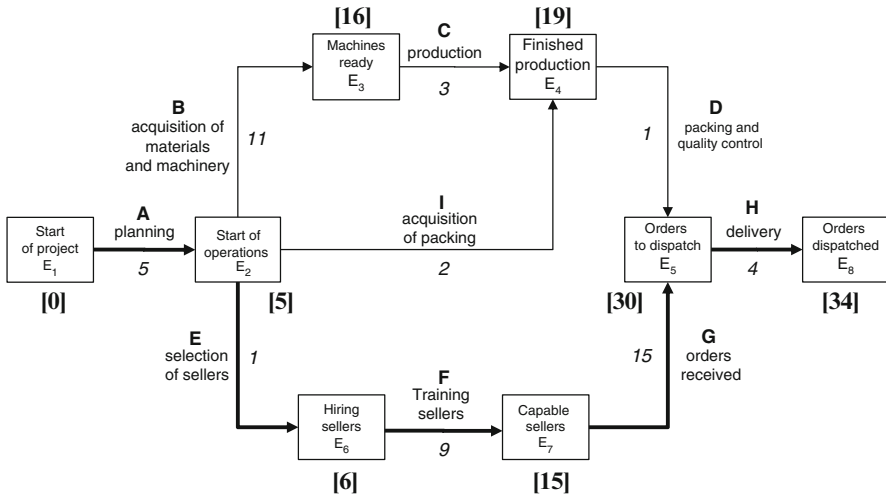 [16]
C
[19]
Machines
ready
E3
production
3
Finished
production
E4
B
acquisition of
materials
and machinery
11
D
packing and
quality control
1
I
acquisition
of packing
2
A
planning
5
H
delivery
4
Start
of project
E1
Start of
operations
E2
Orders
to dispatch
E5
Orders
dispatched
E8
[0]
[5]
[30]
[34]
E
selection
of sellers
1
G
orders
received
15
F
Training
sellers
9
Hiring
sellers
E6
Capable
sellers
E7
[6]
[15]